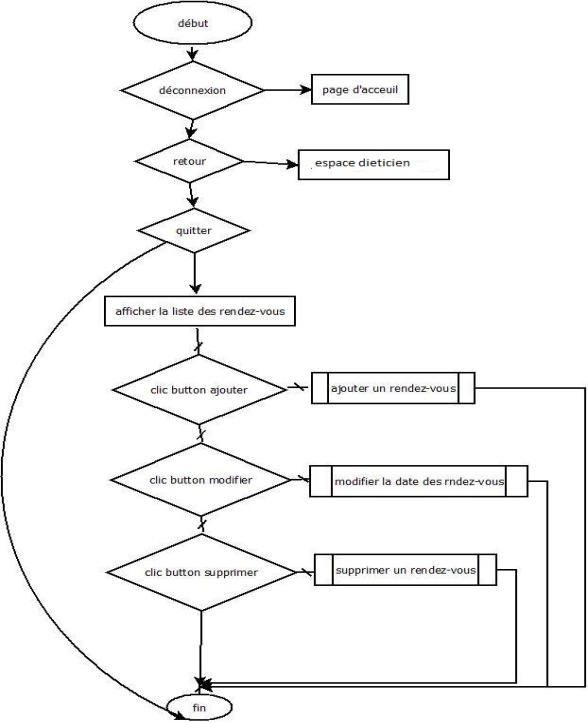 début
déconnexion
page d'acceuil
retour
espace dieticien
quitter
afficher la liste des rendez-vous
clic button ajouter
ajouter un rendez-vous
clic button modifier
modifier la date des rndez-vous
clic button supprimer
supprimer un rendez-vous
fin